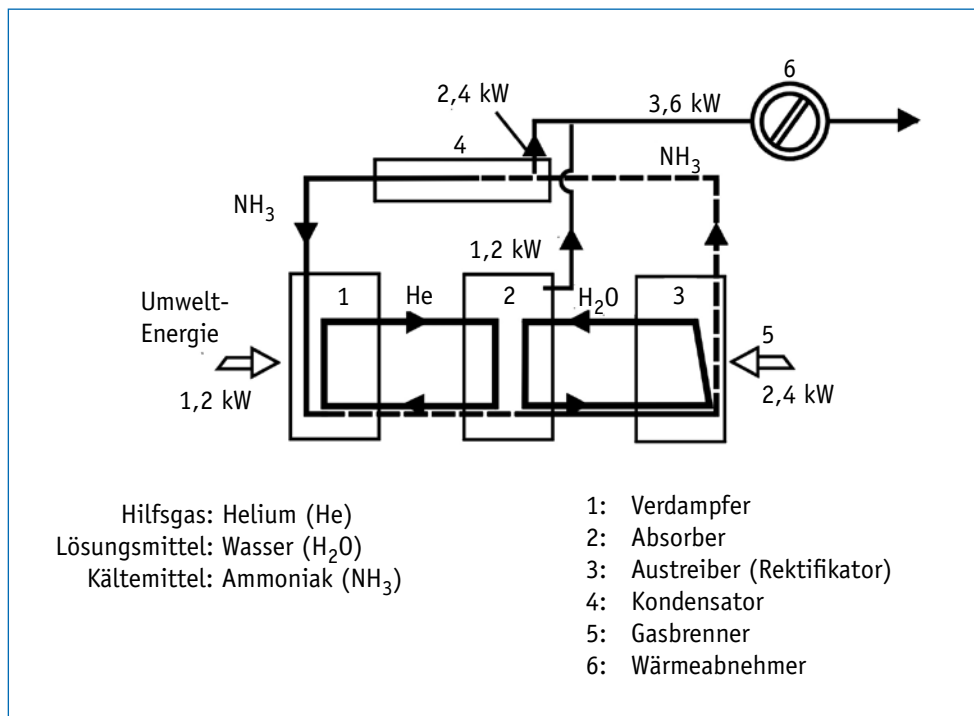 6
2,4 kW
3,6 kW
4
NH₃
NH₃
1,2 kW
Umwelt-
Energie
1
He
2
H₂O
3
5
1,2 kW
2,4 kW
Hilfsgas: Helium (He)
Lösungsmittel: Wasser (H₂O)
Kältemittel: Ammoniak (NH₃)
1: Verdampfer
2: Absorber
3: Austreiber (Rektifikator)
4: Kondensator
5: Gasbrenner
6: Wärmeabnehmer